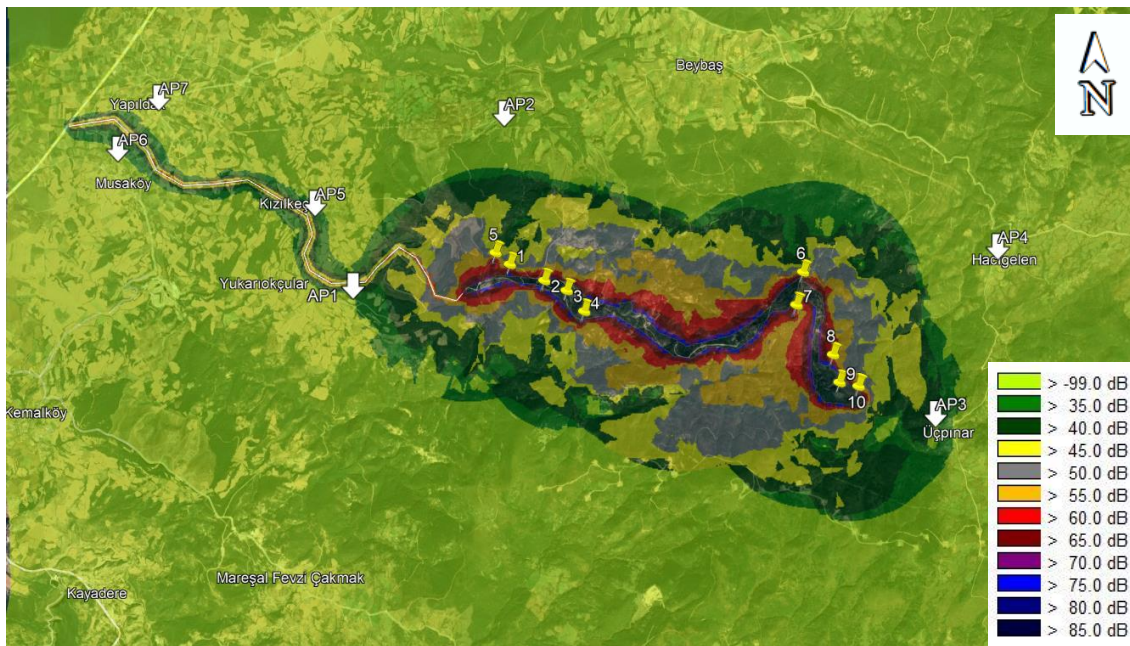 N
Beybaş
AP7
AP2
AP6
Musaköy
AP5
AP4
Hacıgelen
5
1
6
Yukarıokçular
AP1
2
3
4
7
8
9
10
AP3
Üçpınar
Kemalköy
Mareşal Fevzi Çakmak
Kayadere
> -99.0 dB
> 35.0 dB
> 40.0 dB
> 45.0 dB
> 50.0 dB
> 55.0 dB
> 60.0 dB
> 65.0 dB
> 70.0 dB
> 75.0 dB
> 80.0 dB
> 85.0 dB